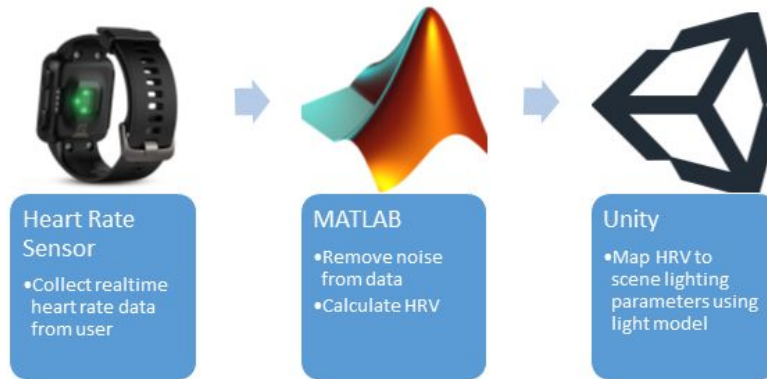 Heart Rate
Sensor
•Collect realtime
heart rate data
from user
MATLAB
•Remove noise
from data
•Calculate HRV
Unity
•Map HRV to
scene lighting
parameters using
light model